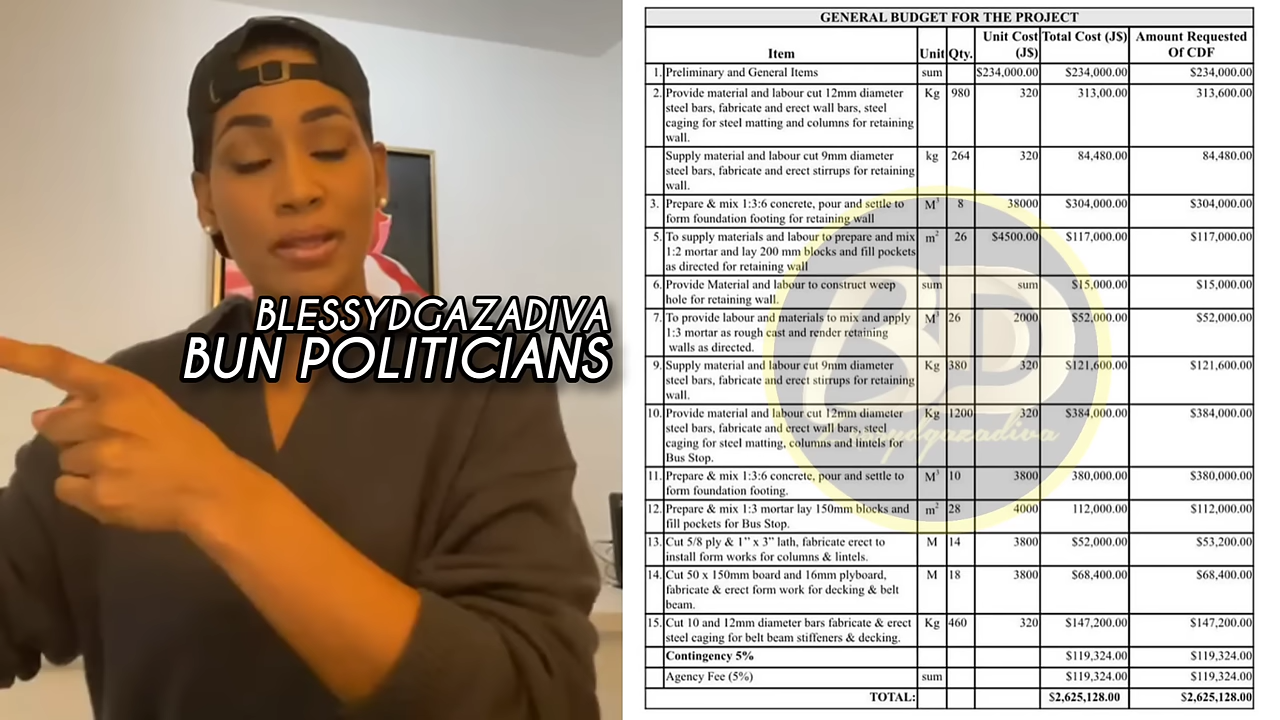 BLESSYDGAZADIVA
BUN POLITICIANS
GENERAL BUDGET FOR THE PROJECT
Item Unit Qty. Unit Cost (J$) Total Cost (J$) Amount Requested Of CDF
1. Preliminary and General Items sum $234,000.00 $234,000.00 $234,000.00
2. Provide material and labour cut 12mm diameter Kg 980 320 313,00.00 313,600.00
steel bars, fabricate and erect wall bars, steel
caging for steel matting and columns for retaining
wall.
Supply material and labour cut 9mm diameter kg 264 320 84,480.00 84,480.00
steel bars, fabricate and erect stirrups for retaining
wall.
3. Prepare & mix 1:3:6 concrete, pour and settle to M³ 8 38000 $304,000.00 $304,000.00
form foundation footing for retaining wall
5. To supply materials and labour to prepare and mix m² 26 $4500.00 $117,000.00 $117,000.00
1:2 mortar and lay 200 mm blocks and fill pockets
as directed for retaining wall
6. Provide Material and labour to construct weep sum sum $15,000.00 $15,000.00
hole for retaining wall.
7. To provide labour and materials to mix and apply M³ 26 2000 $52,000.00 $52,000.00
1:3 mortar as rough cast and render retaining
walls as directed.
9. Supply material and labour cut 9mm diameter Kg 380 320 $121,600.00 $121,600.00
steel bars, fabricate and erect stirrups for retaining
wall.
10. Provide material and labour cut 12mm diameter Kg 1200 320 $384,000.00 $384,000.00
steel bars, fabricate and erect wall bars, steel
caging for steel matting, columns and lintels for
Bus Stop.
11. Prepare & mix 1:3:6 concrete, pour and settle to M³ 10 3800 380,000.00 $380,000.00
form foundation footing.
12. Prepare & mix 1:3 mortar lay 150mm blocks and m² 28 4000 112,000.00 $112,000.00
fill pockets for Bus Stop.
13. Cut 5/8 ply & 1" x 3" lath, fabricate erect to M 14 3800 $52,000.00 $53,200.00
install form works for columns & lintels.
14. Cut 50 x 150mm board and 16mm plyboard, M 18 3800 $68,400.00 $68,400.00
fabricate & erect form work for decking & belt
beam.
15. Cut 10 and 12mm diameter bars fabricate & erect Kg 460 320 $147,200.00 $147,200.00
steel caging for belt beam stiffeners & decking.
Contingency 5% $119,324.00 $119,324.00
Agency Fee (5%) sum $119,324.00 $119,324.00
TOTAL: $2,625,128.00 $2,625,128.00
BD